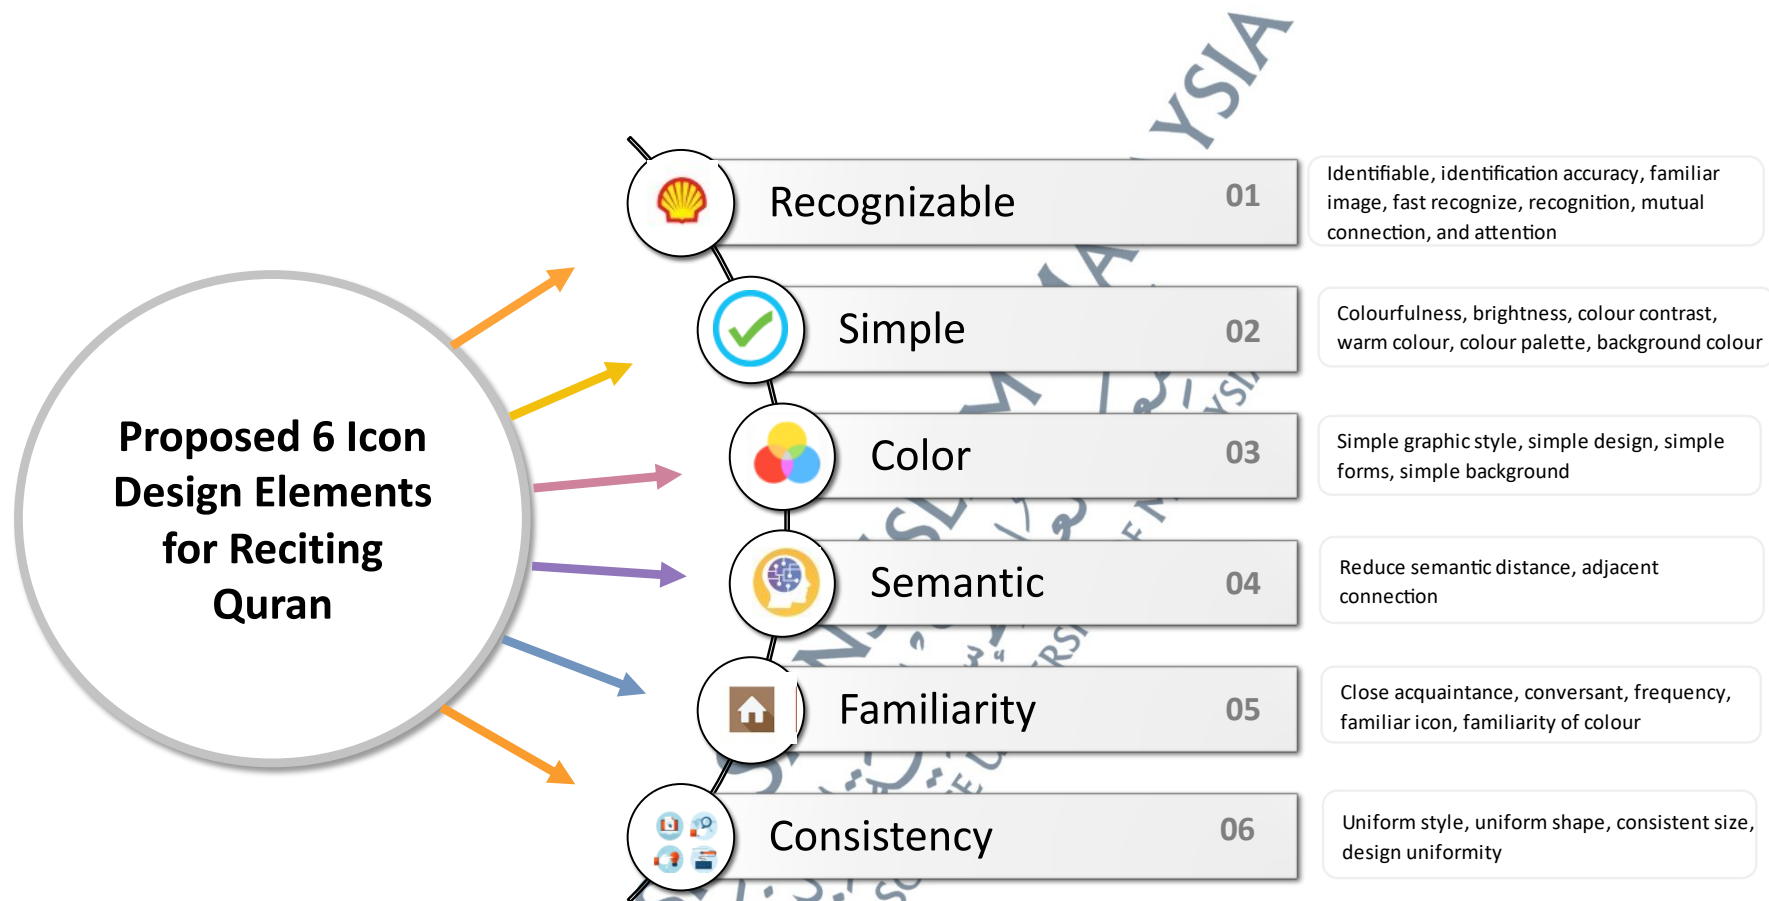 Proposed 6 Icon
Design Elements
for Reciting
Quran
Recognizable
01
Identifiable, identification accuracy, familiar
image, fast recognize, recognition, mutual
connection, and attention
Simple
02
Colourfulness, brightness, colour contrast,
warm colour, colour palette, background colour
Color
03
Simple graphic style, simple design, simple
forms, simple background
Semantic
04
Reduce semantic distance, adjacent
connection
Familiarity
05
Close acquaintance, conversant, frequency,
familiar icon, familiarity of colour
Consistency
06
Uniform style, uniform shape, consistent size,
design uniformity